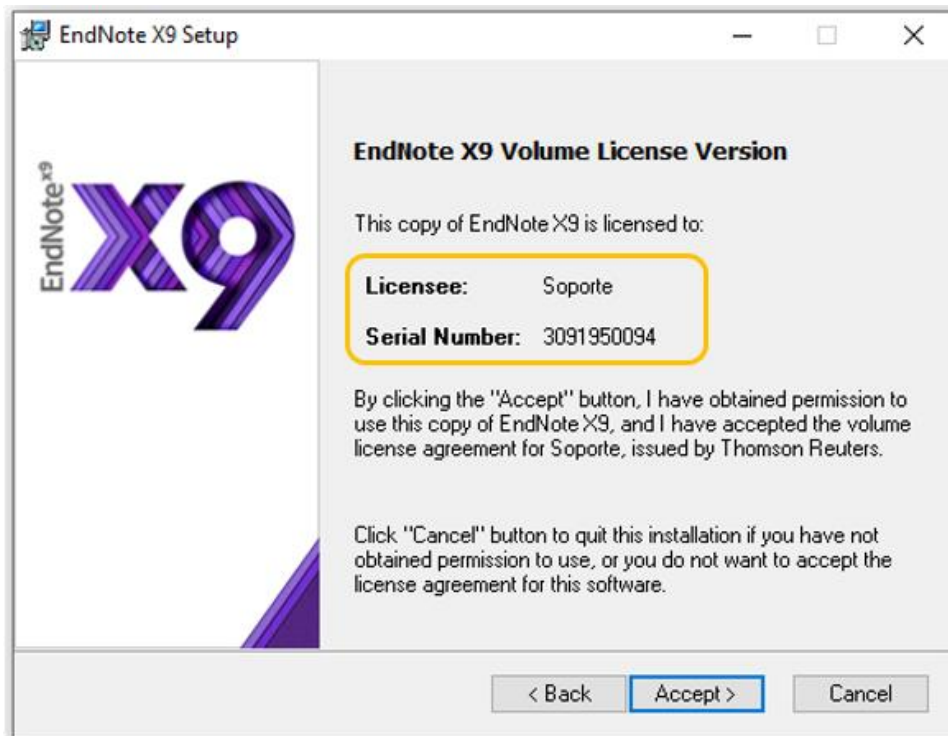 EndNote X9 Setup
EndNote X9
X9
EndNote X9 Volume License Version
This copy of EndNote X9 is licensed to:
Licensee: Soporte
Serial Number: 3091950094
By clicking the "Accept" button, I have obtained permission to
use this copy of EndNote X9, and I have accepted the volume
license agreement for Soporte, issued by Thomson Reuters.
Click "Cancel" button to quit this installation if you have not
obtained permission to use, or you do not want to accept the
license agreement for this software.
< Back Accept > Cancel